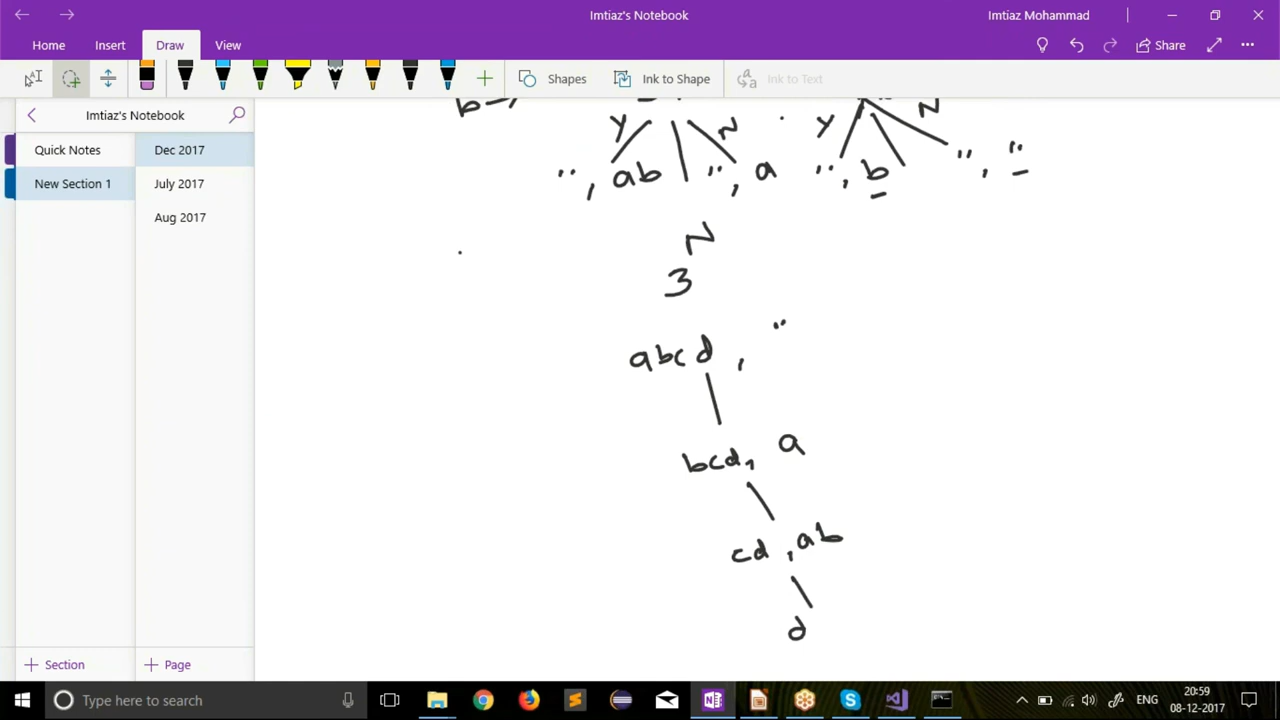 Imtiaz's Notebook Imtiaz Mohammad
Home Insert Draw View Share
Shapes Ink to Shape Ink to Text
Imtiaz's Notebook
Quick Notes Dec 2017
New Section 1 July 2017
Aug 2017
b→
Y N Y N
", ab ", a ", b ", "
N
3
abcd, "
bcd, a
cd, ab
d
+ Section + Page
Type here to search ENG 20:59
08-12-2017